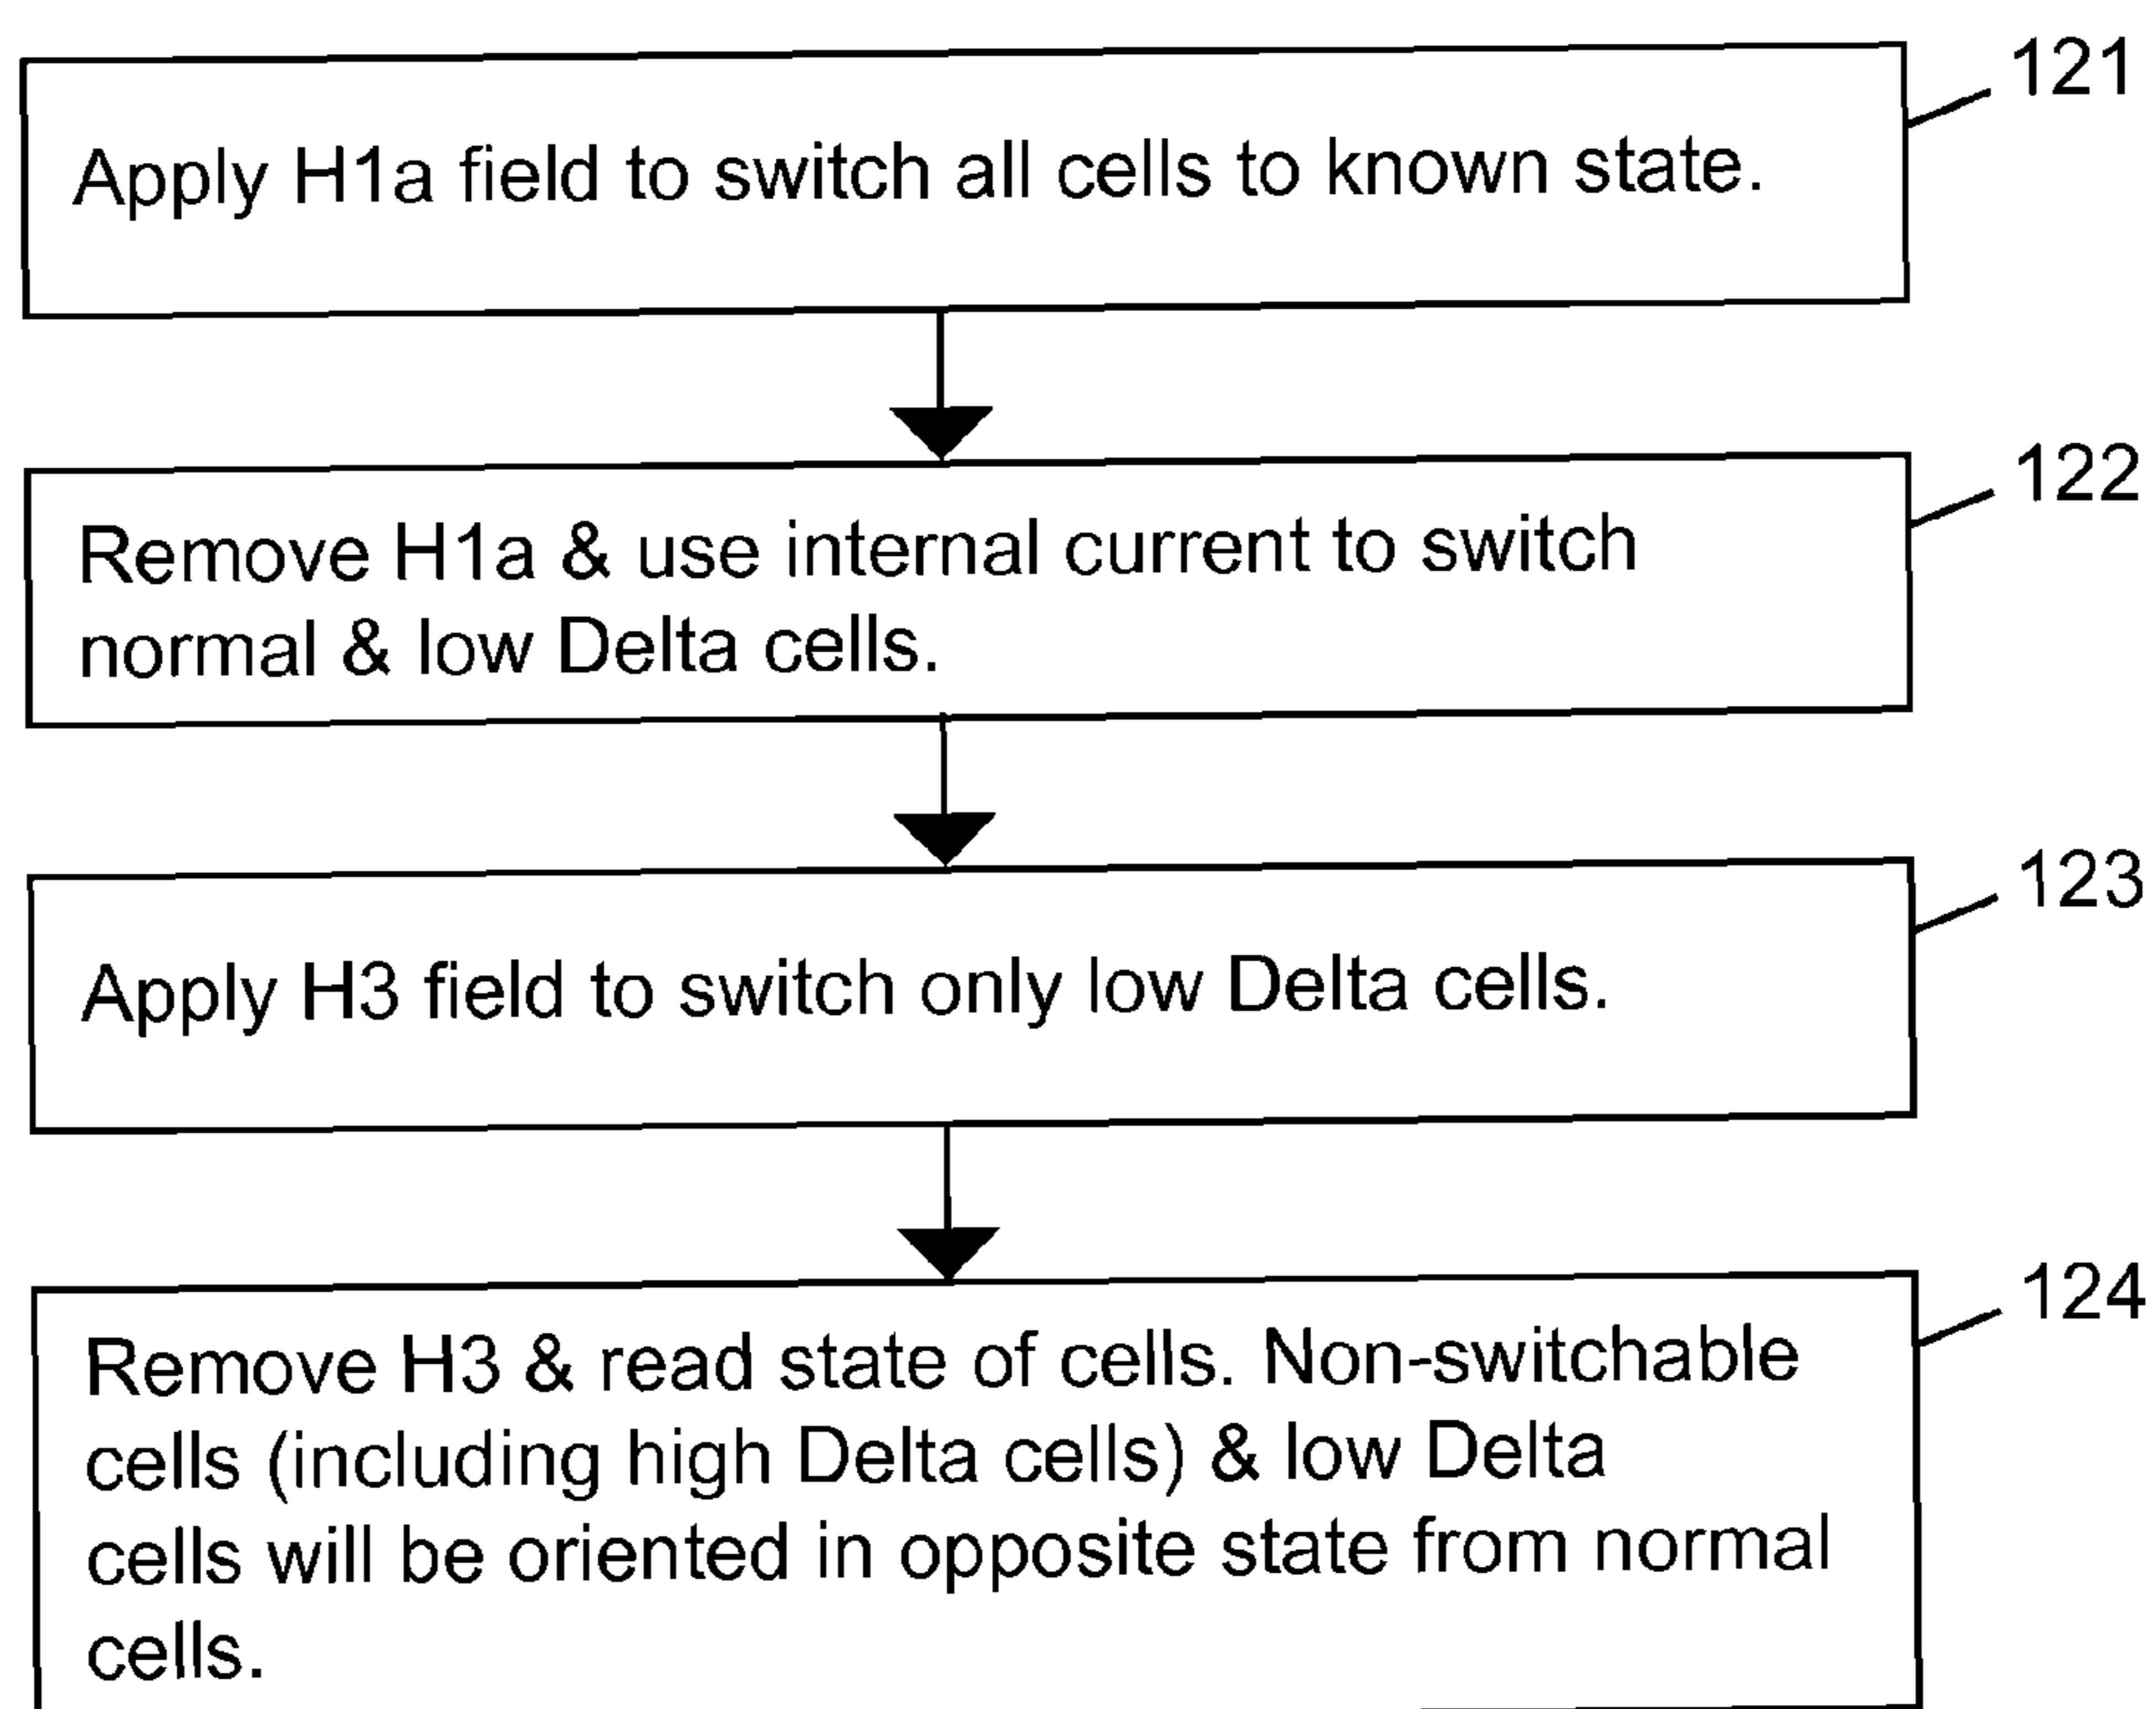 121
Apply H1a field to switch all cells to known state.
122
Remove H1a & use internal current to switch
normal & low Delta cells.
123
Apply H3 field to switch only low Delta cells.
124
Remove H3 & read state of cells. Non-switchable
cells (including high Delta cells) & low Delta
cells will be oriented in opposite state from normal
cells.